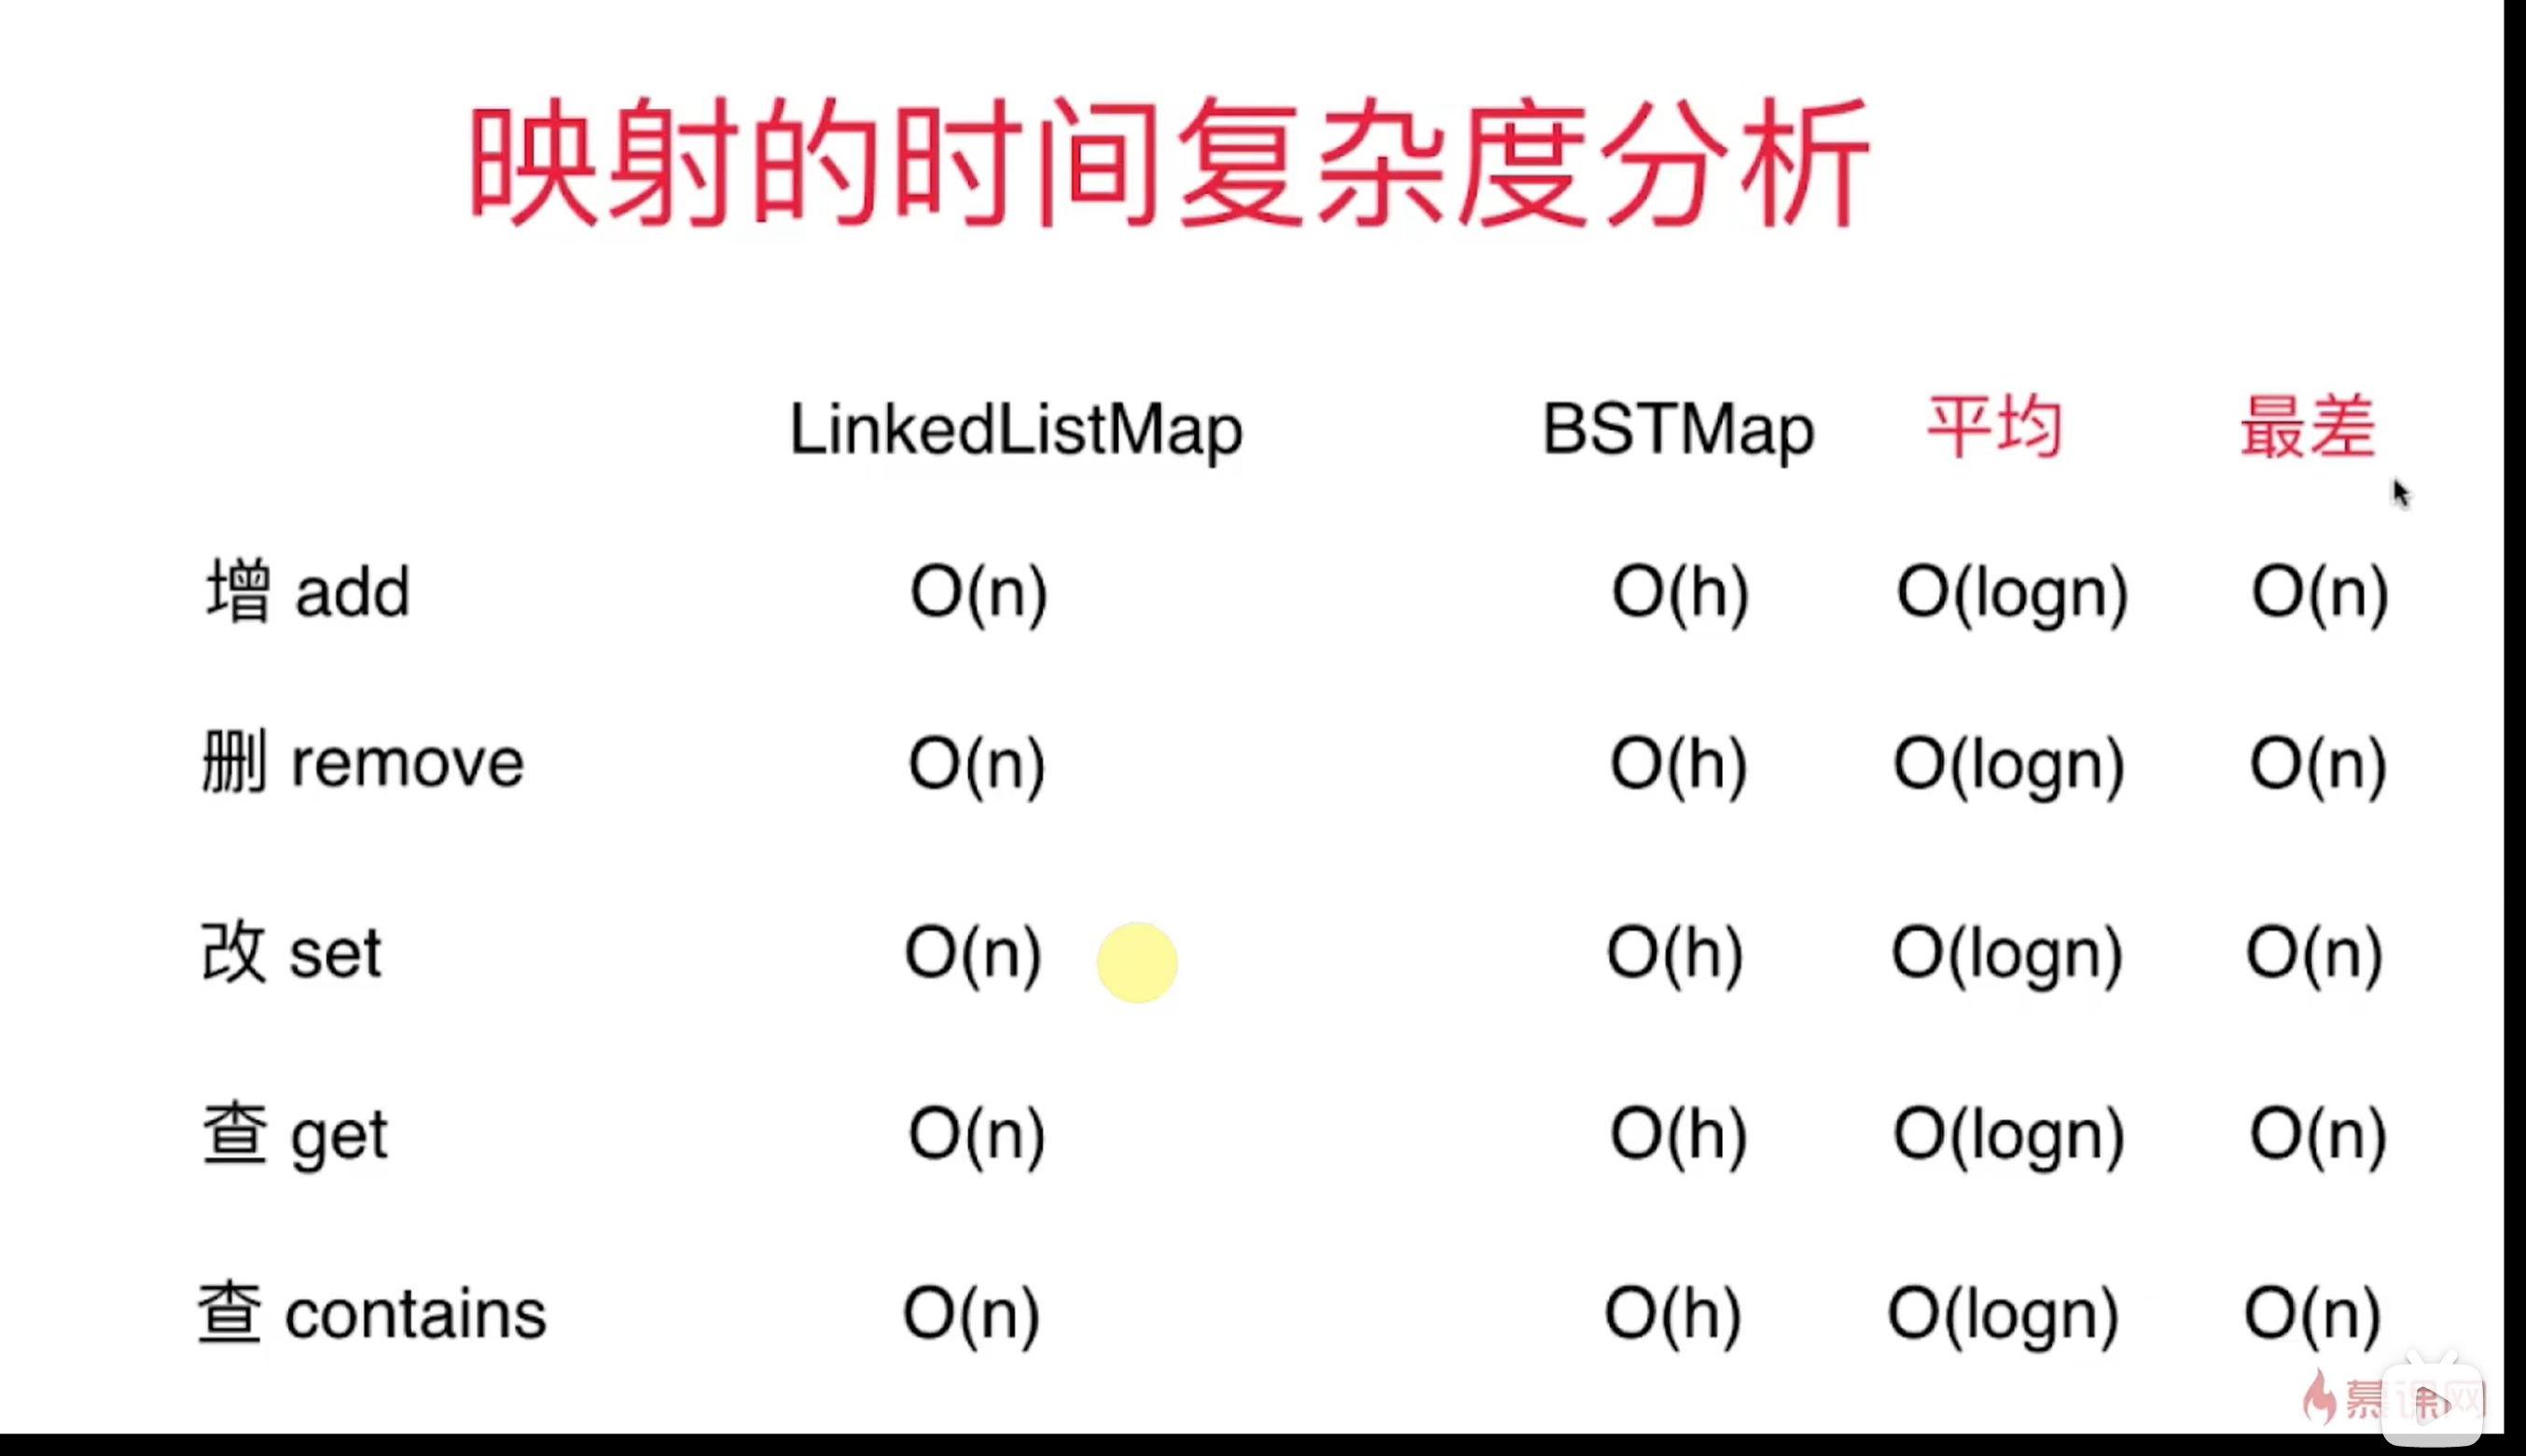 映射的时间复杂度分析
LinkedListMap BSTMap 平均 最差
增 add O(n) O(h) O(logn) O(n)
删 remove O(n) O(h) O(logn) O(n)
改 set O(n) O(h) O(logn) O(n)
查 get O(n) O(h) O(logn) O(n)
查 contains O(n) O(h) O(logn) O(n)
慕课网